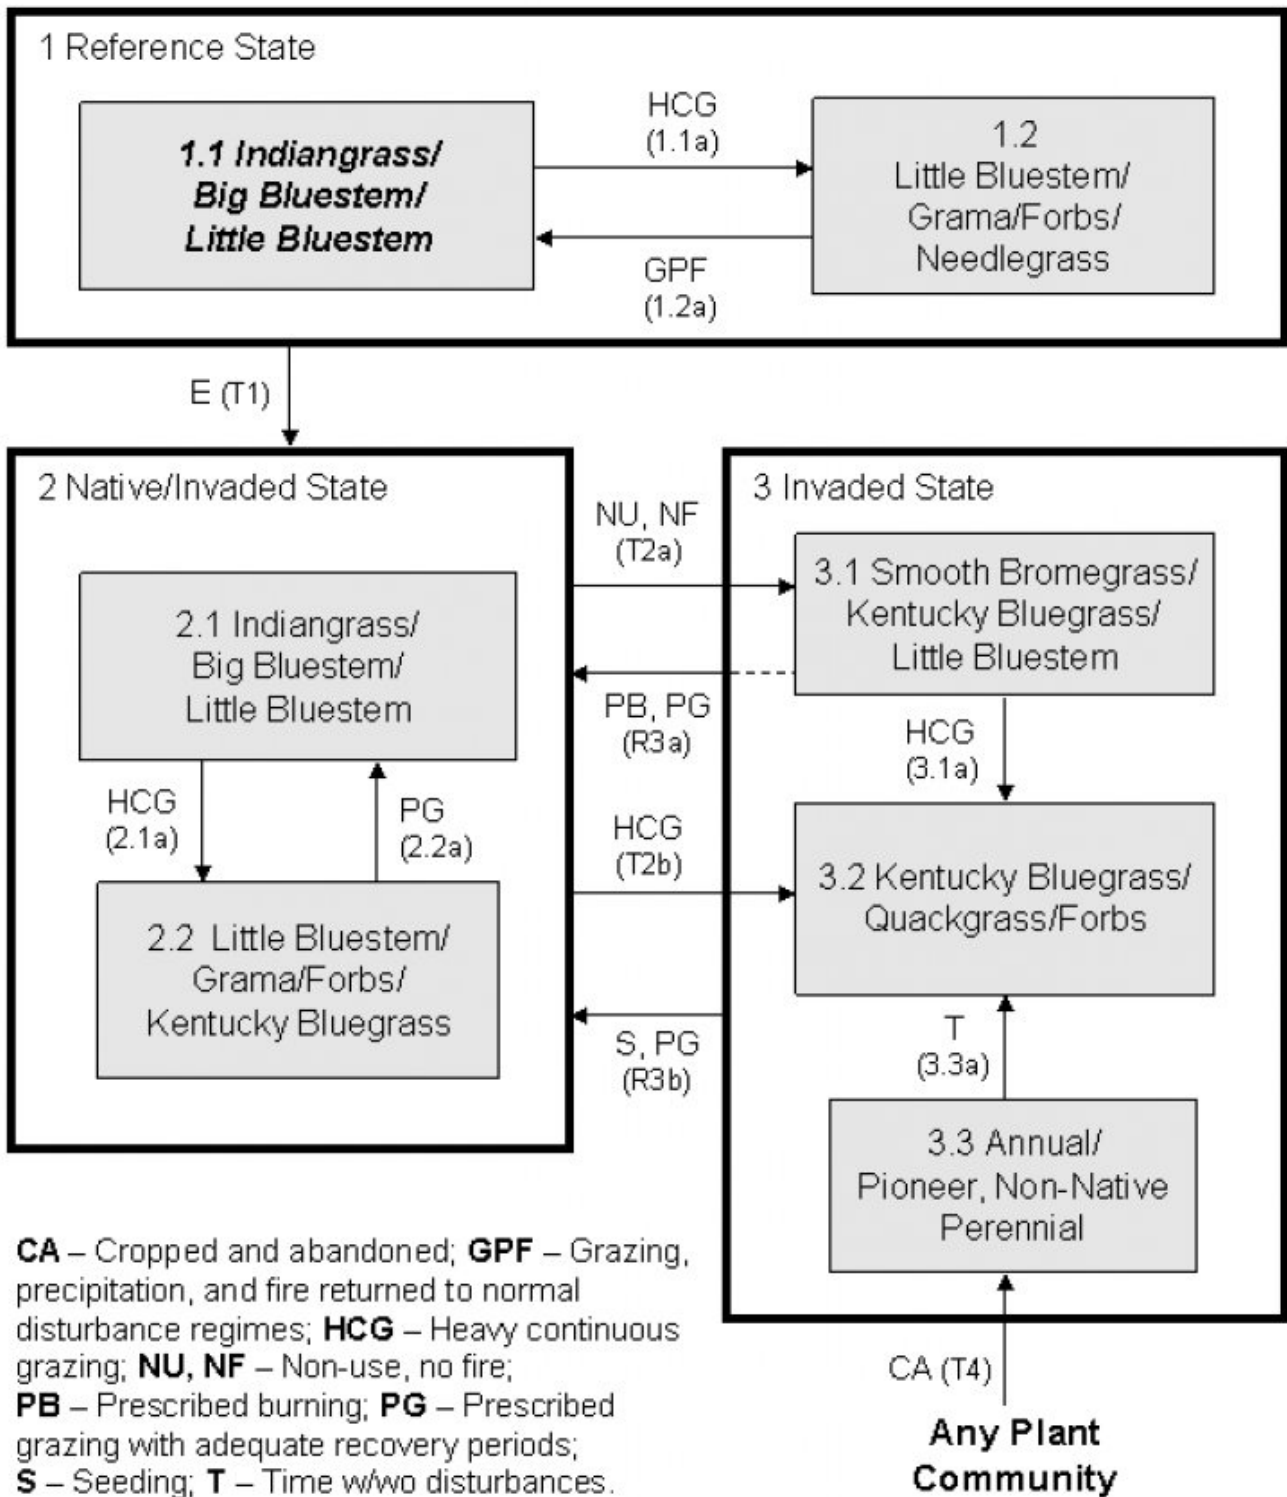 1 Reference State
1.1 Indiangrass/
Big Bluestem/
Little Bluestem
HCG
(1.1a)
1.2
Little Bluestem/
Grama/Forbs/
Needlegrass
GPF
(1.2a)
E (T1)
2 Native/Invaded State
2.1 Indiangrass/
Big Bluestem/
Little Bluestem
HCG
(2.1a)
PG
(2.2a)
2.2 Little Bluestem/
Grama/Forbs/
Kentucky Bluegrass
NU, NF
(T2a)
PB, PG
(R3a)
HCG
(T2b)
S, PG
(R3b)
3 Invaded State
3.1 Smooth Bromegrass/
Kentucky Bluegrass/
Little Bluestem
HCG
(3.1a)
3.2 Kentucky Bluegrass/
Quackgrass/Forbs
T
(3.3a)
3.3 Annual/
Pioneer, Non-Native
Perennial
CA (T4)
Any Plant
Community
CA – Cropped and abandoned; GPF – Grazing,
precipitation, and fire returned to normal
disturbance regimes; HCG – Heavy continuous
grazing; NU, NF – Non-use, no fire;
PB – Prescribed burning; PG – Prescribed
grazing with adequate recovery periods;
S – Seeding; T – Time w/wo disturbances.